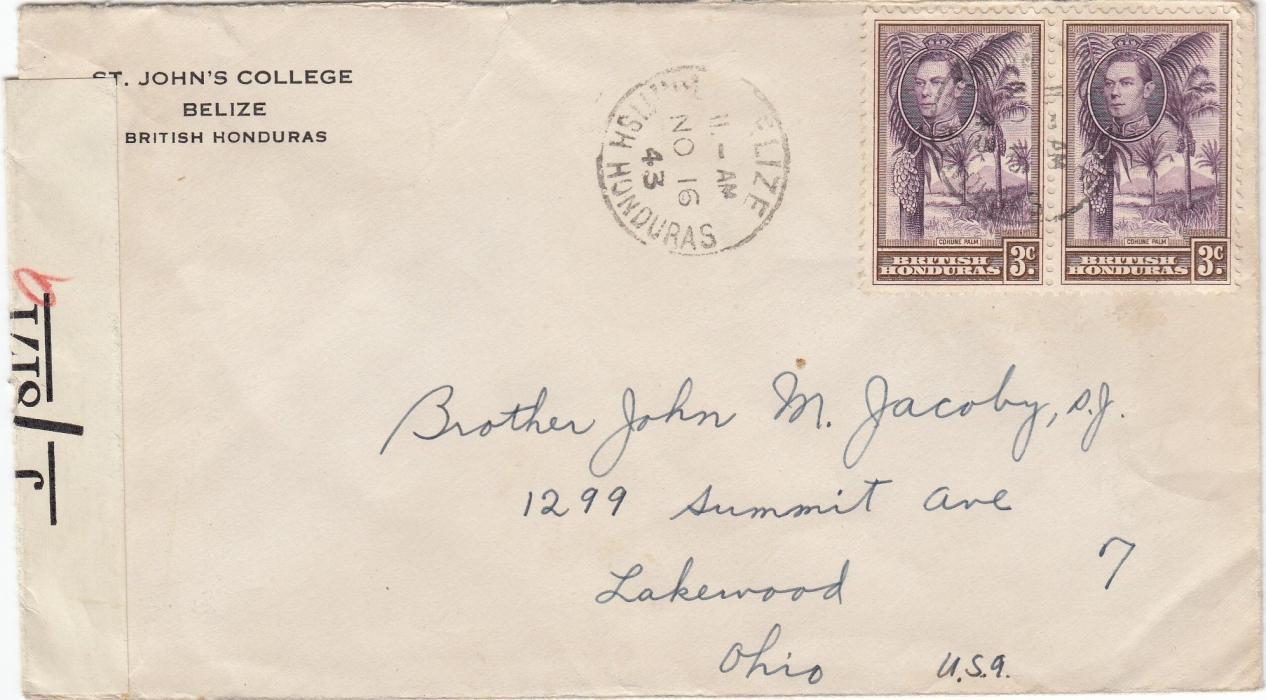 ST. JOHN'S COLLEGE
BELIZE
BRITISH HONDURAS
BELIZE
11 - AM
NO 16
43
BRITISH HONDURAS
COHUNE PALM
BRITISH
HONDURAS 3c.
COHUNE PALM
BRITISH
HONDURAS 3c.
J/8171
Brother John M. Jacoby, s.j.
1299 Summit Ave
Lakewood 7
Ohio U.S.A.